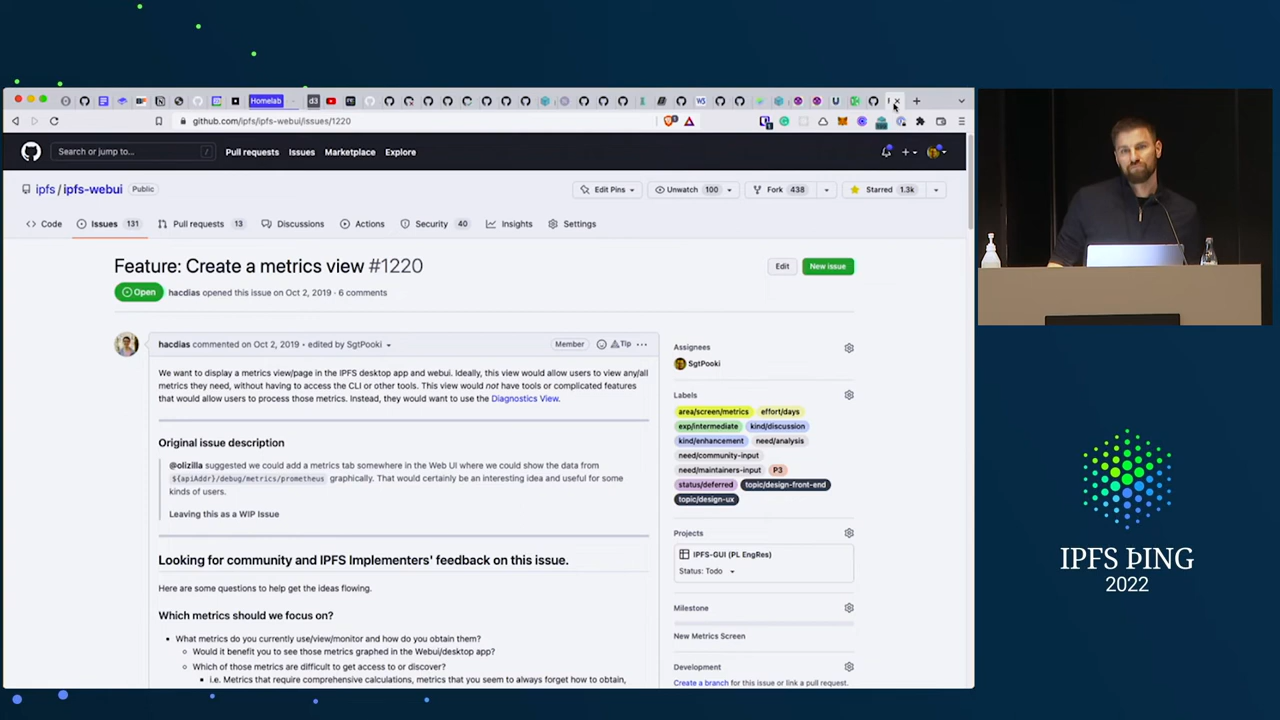 Homelab
d3
github.com/ipfs/ipfs-webui/issues/1220
Search or jump to...
/
Pull requests
Issues
Marketplace
Explore
ipfs / ipfs-webui
Public
Edit Pins
Unwatch 100
Fork 438
Starred 1.3k
Code
Issues 131
Pull requests 13
Discussions
Actions
Security 40
Insights
Settings
Feature: Create a metrics view #1220
Edit
New issue
Open
hacdias opened this issue on Oct 2, 2019 · 6 comments
hacdias commented on Oct 2, 2019 • edited by SgtPooki
Member
Tip
We want to display a metrics view/page in the IPFS desktop app and webui. Ideally, this view would allow users to view any/all
metrics they need, without having to access the CLI or other tools. This view would not have tools or complicated features
that would allow users to process those metrics. Instead, they would want to use the Diagnostics View.
Original issue description
@olizilla suggested we could add a metrics tab somewhere in the Web UI where we could show the data from
${apiAddr}/debug/metrics/prometheus graphically. That would certainly be an interesting idea and useful for some
kinds of users.
Leaving this as a WIP Issue
Looking for community and IPFS Implementers' feedback on this issue.
Here are some questions to help get the ideas flowing.
Which metrics should we focus on?
• What metrics do you currently use/view/monitor and how do you obtain them?
Would it benefit you to see those metrics graphed in the Webui/desktop app?
Which of those metrics are difficult to get access to or discover?
i.e. Metrics that require comprehensive calculations, metrics that you seem to always forget how to obtain,
Assignees
SgtPooki
Labels
area/screen/metrics
effort/days
exp/intermediate
kind/discussion
kind/enhancement
need/analysis
need/community-input
need/maintainers-input
P3
status/deferred
topic/design-front-end
topic/design-ux
Projects
IPFS-GUI (PL EngRes)
Status: Todo
Milestone
New Metrics Screen
Development
Create a branch for this issue or link a pull request.
IPFS ÞING
2022